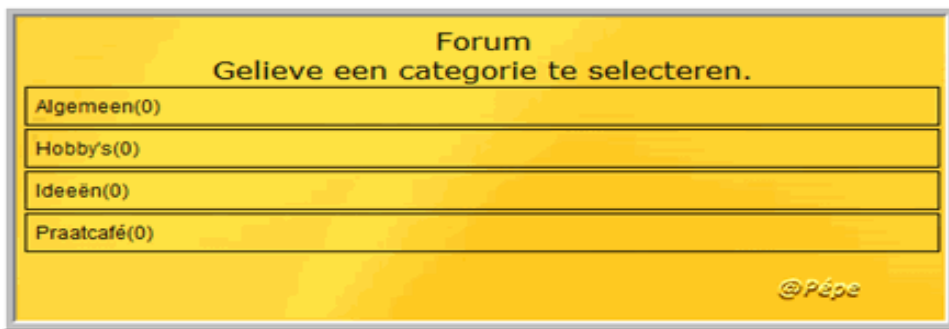 Forum
Gelieve een categorie te selecteren.
Algemeen(0)
Hobby's(0)
Ideeën(0)
Praatcafé(0)
@Pépe